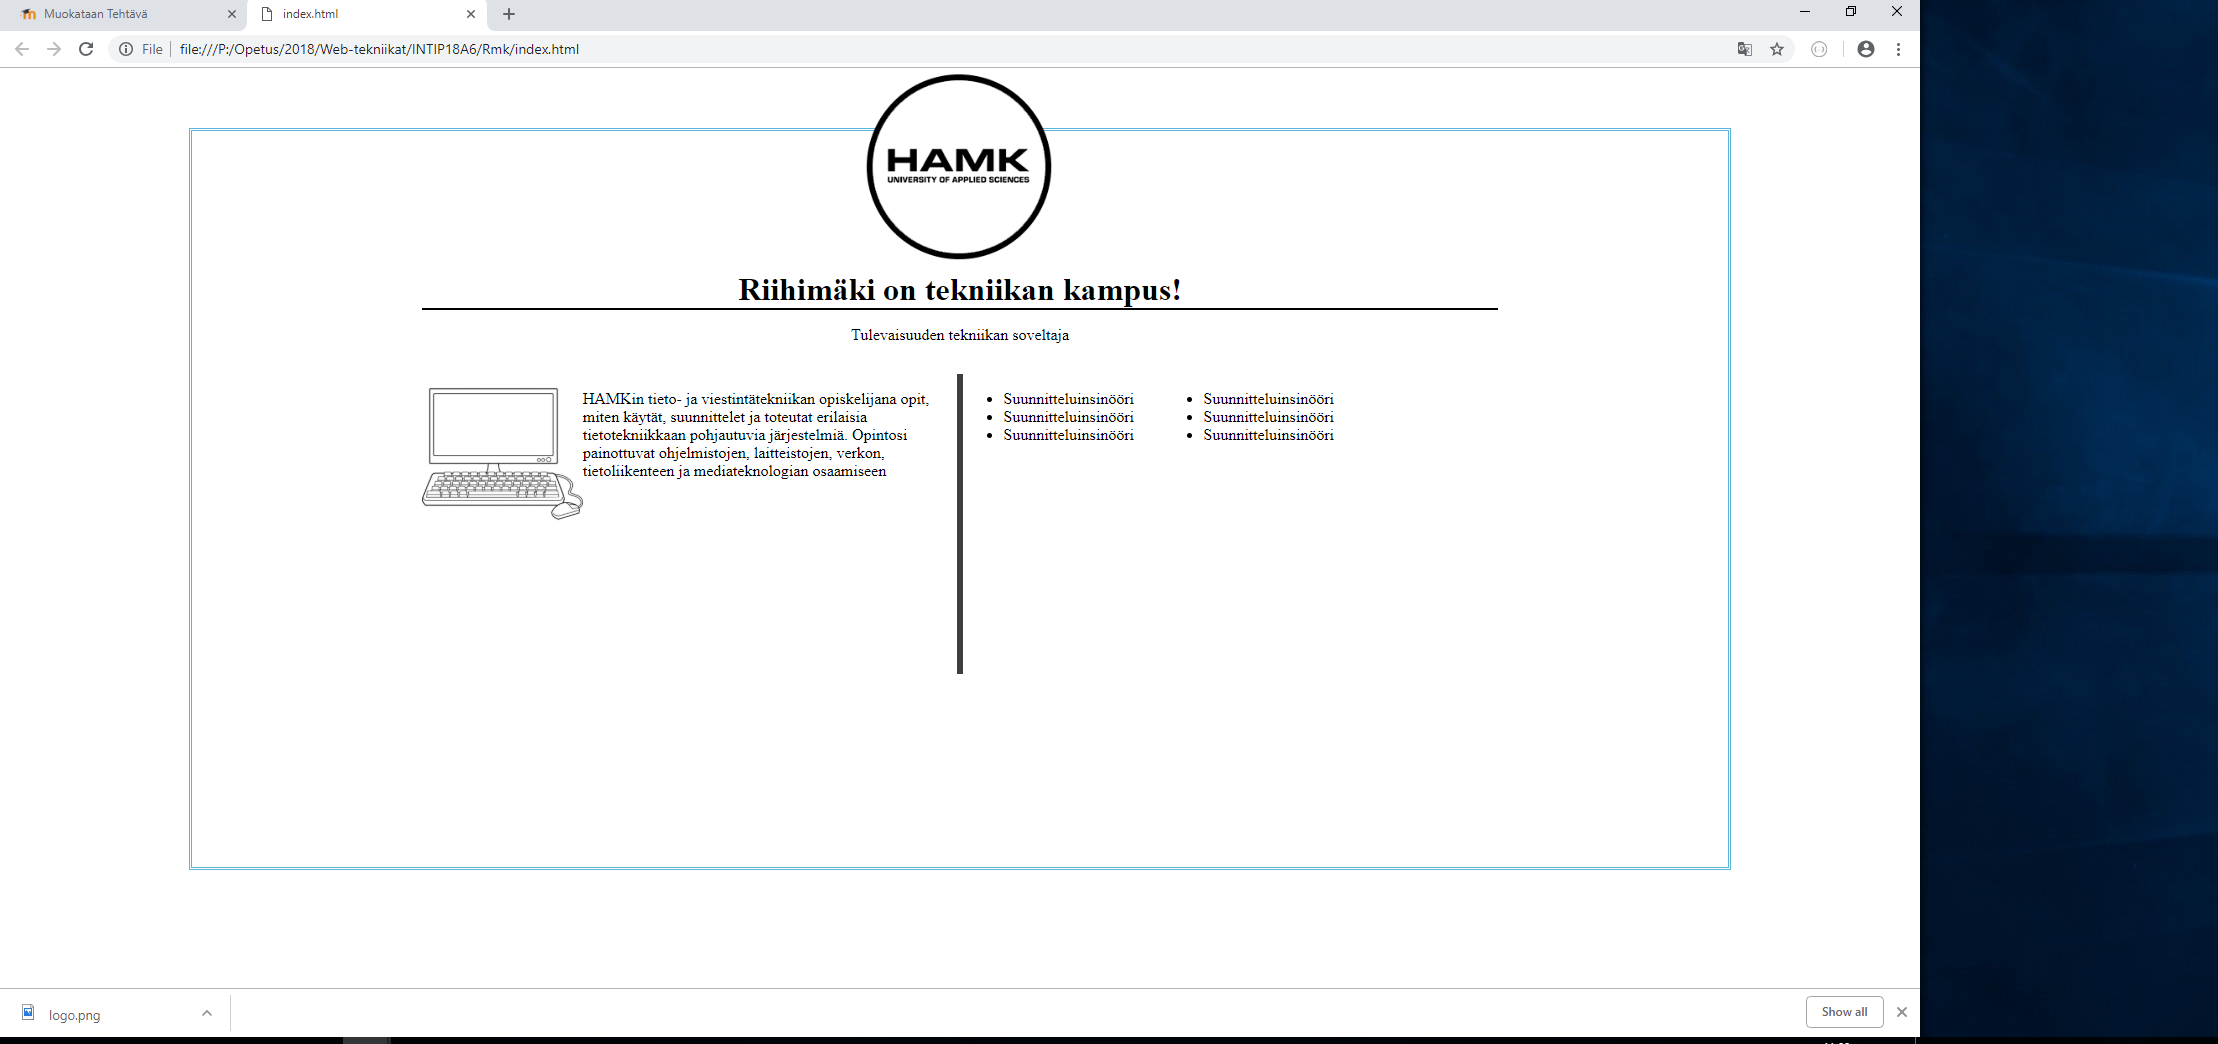 Muokataan Tehtävä
index.html
File
file:///P:/Opetus/2018/Web-tekniikat/INTIP18A6/Rmk/index.html
HAMK
UNIVERSITY OF APPLIED SCIENCES
Riihimäki on tekniikan kampus!
Tulevaisuuden tekniikan soveltaja
HAMKin tieto- ja viestintätekniikan opiskelijana opit,
miten käytät, suunnittelet ja toteutat erilaisia
tietotekniikkaan pohjautuvia järjestelmiä. Opintosi
painottuvat ohjelmistojen, laitteistojen, verkon,
tietoliikenteen ja mediateknologian osaamiseen
Suunnitteluinsinööri
Suunnitteluinsinööri
Suunnitteluinsinööri
Suunnitteluinsinööri
Suunnitteluinsinööri
Suunnitteluinsinööri
logo.png
Show all